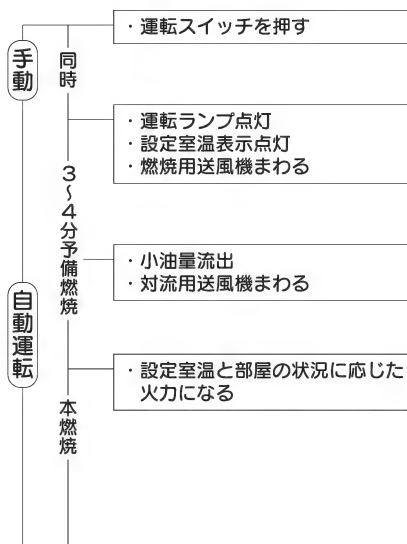 ・運転スイッチを押す
手動
同時
・運転ランプ点灯
・設定室温表示点灯
・燃焼用送風機まわる
3〜4分予備燃焼
・小油量流出
・対流用送風機まわる
自動運転
・設定室温と部屋の状況に応じた
火力になる
本燃焼